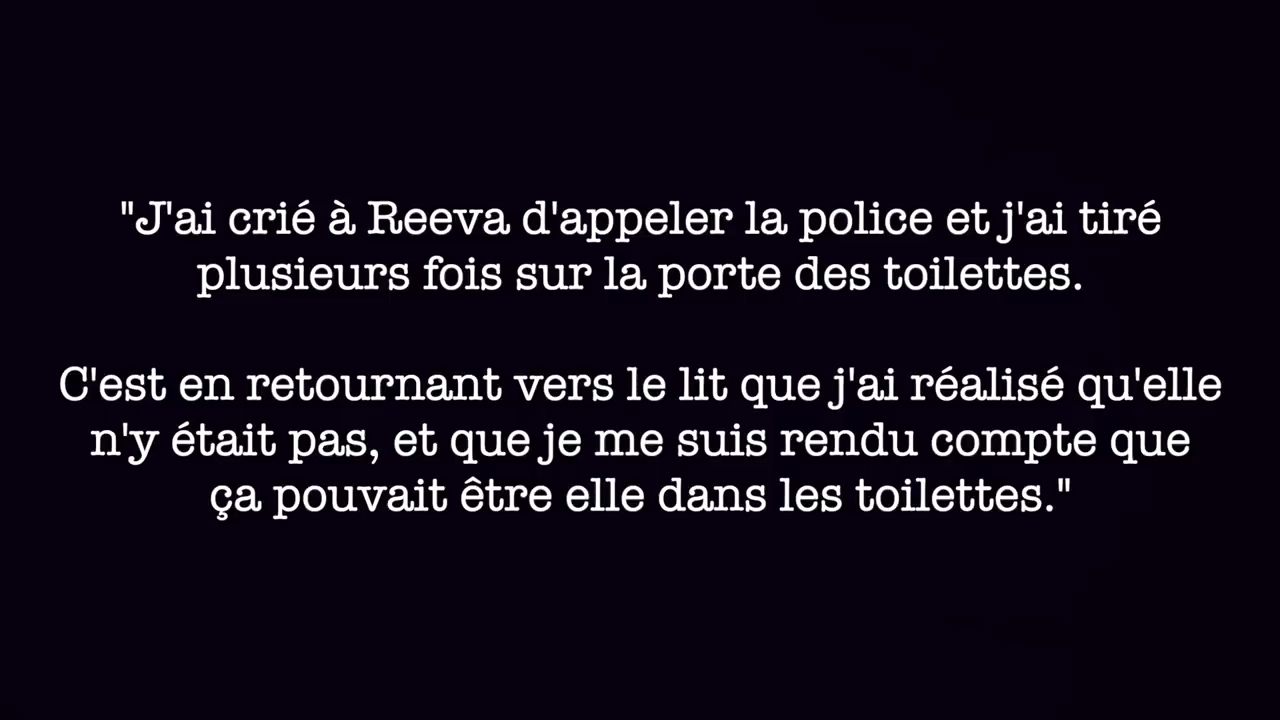 "J'ai crié à Reeva d'appeler la police et j'ai tiré
plusieurs fois sur la porte des toilettes.
C'est en retournant vers le lit que j'ai réalisé qu'elle
n'y était pas, et que je me suis rendu compte que
ça pouvait être elle dans les toilettes."